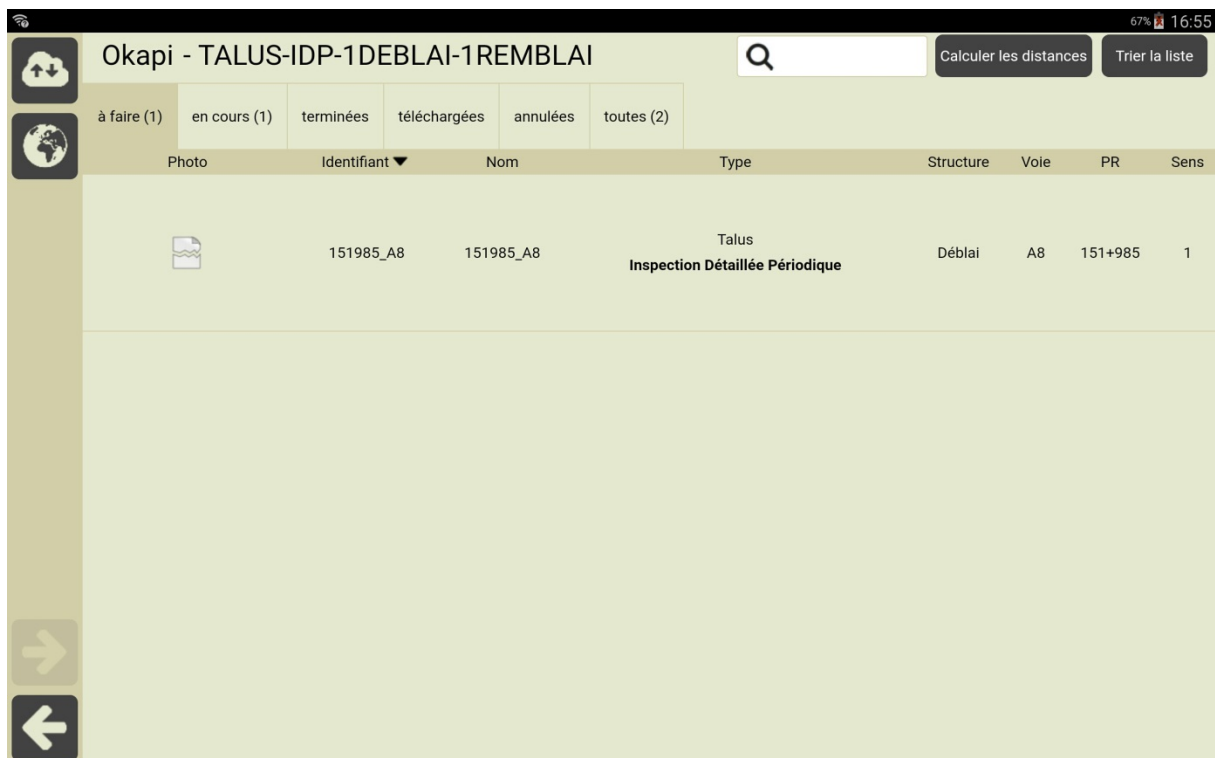 67% 16:55
Okapi - TALUS-IDP-1DEBLAI-1REMBLAI
Calculer les distances
Trier la liste
à faire (1) en cours (1) terminées téléchargées annulées toutes (2)
Photo Identifiant Nom Type Structure Voie PR Sens
151985_A8 151985_A8 Talus Déblai A8 151+985 1
Inspection Détaillée Périodique